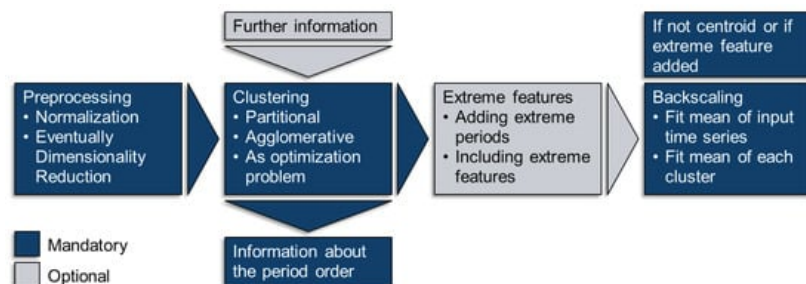 Further information
If not centroid or if
extreme feature
added
Preprocessing
• Normalization
• Eventually
Dimensionality
Reduction
Clustering
• Partitional
• Agglomerative
• As optimization
problem
Extreme features
• Adding extreme
periods
• Including extreme
features
Backscaling
• Fit mean of input
time series
• Fit mean of each
cluster
Information about
the period order
Mandatory
Optional